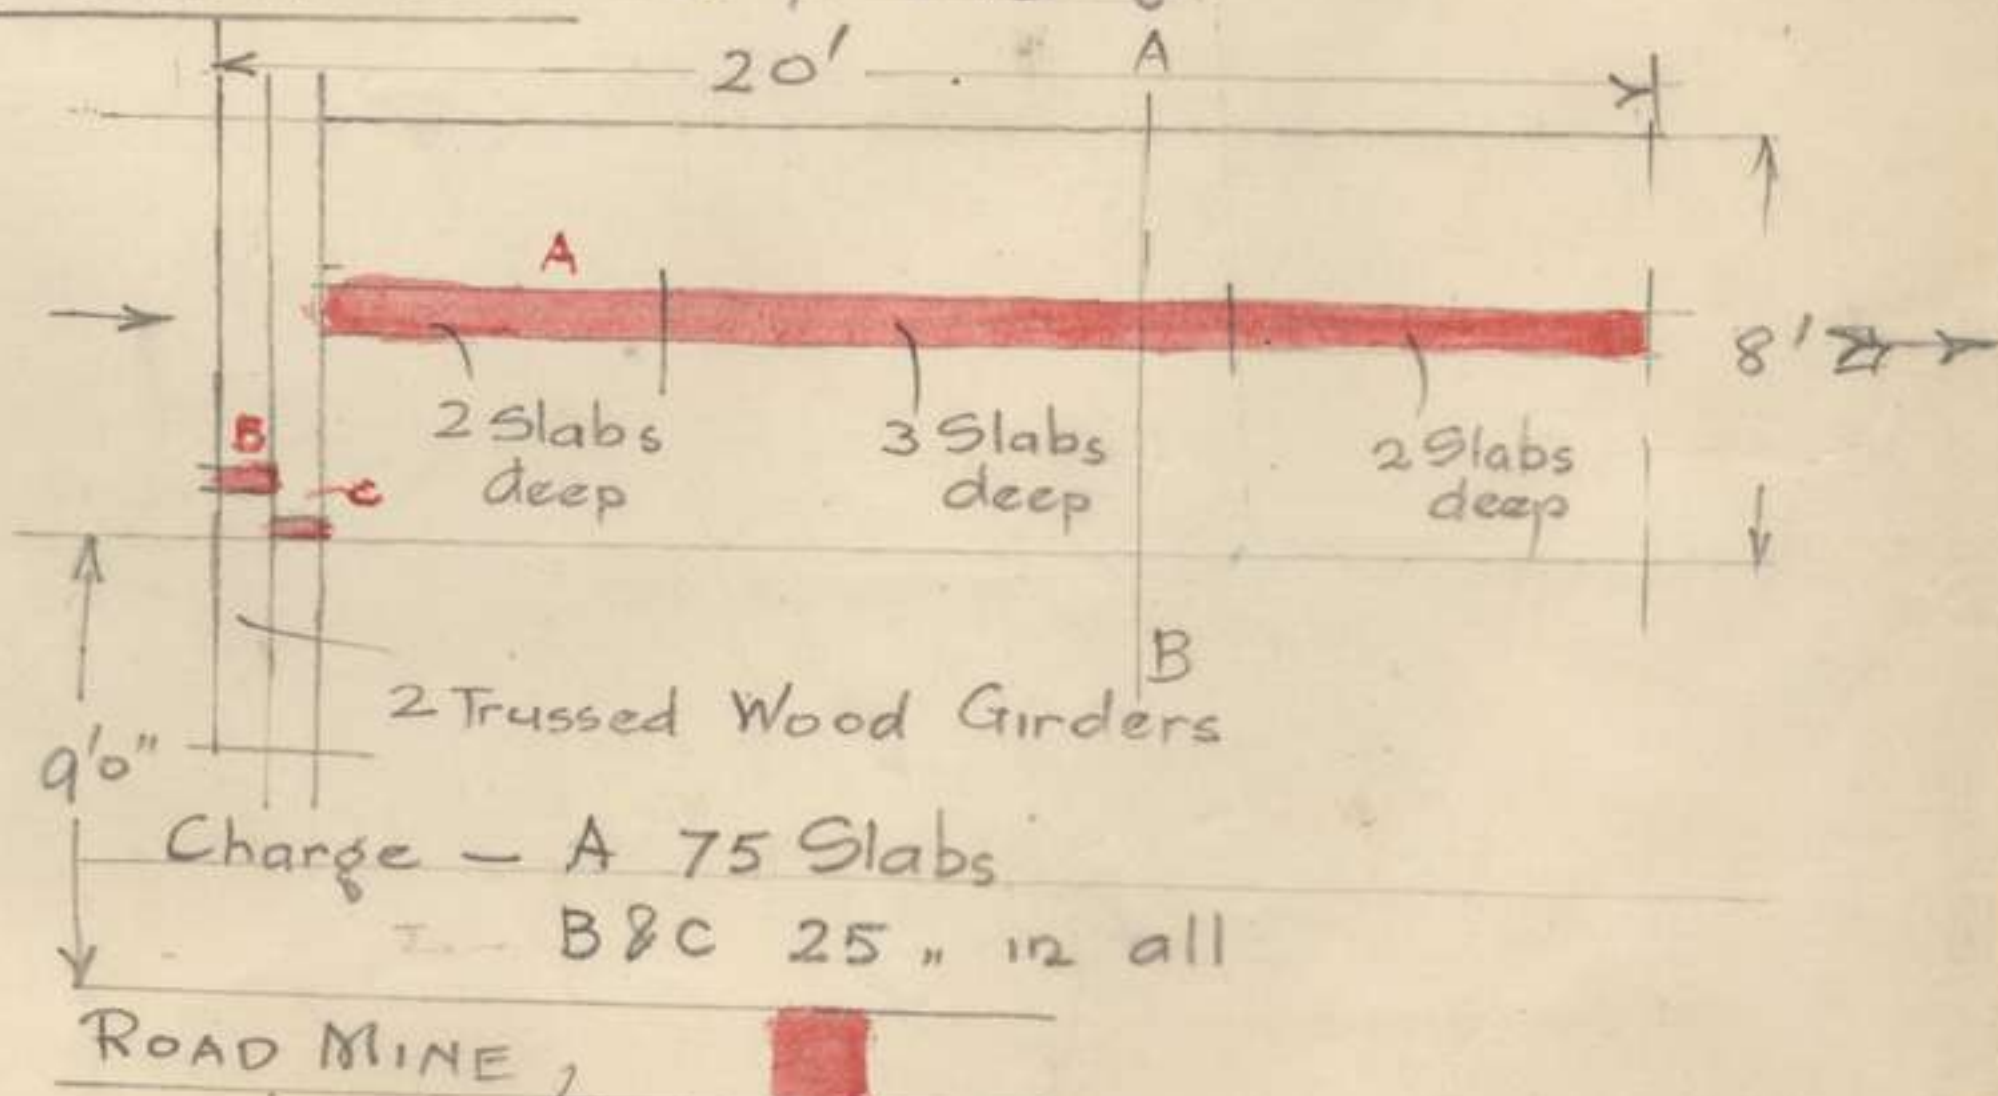 20'
A
A
8'
2 Slabs
deep
3 Slabs
deep
2 Slabs
deep
B
C
B
2 Trussed Wood Girders
9'0"
Charge — A 75 Slabs
B & C 25 „ in all
ROAD MINE,